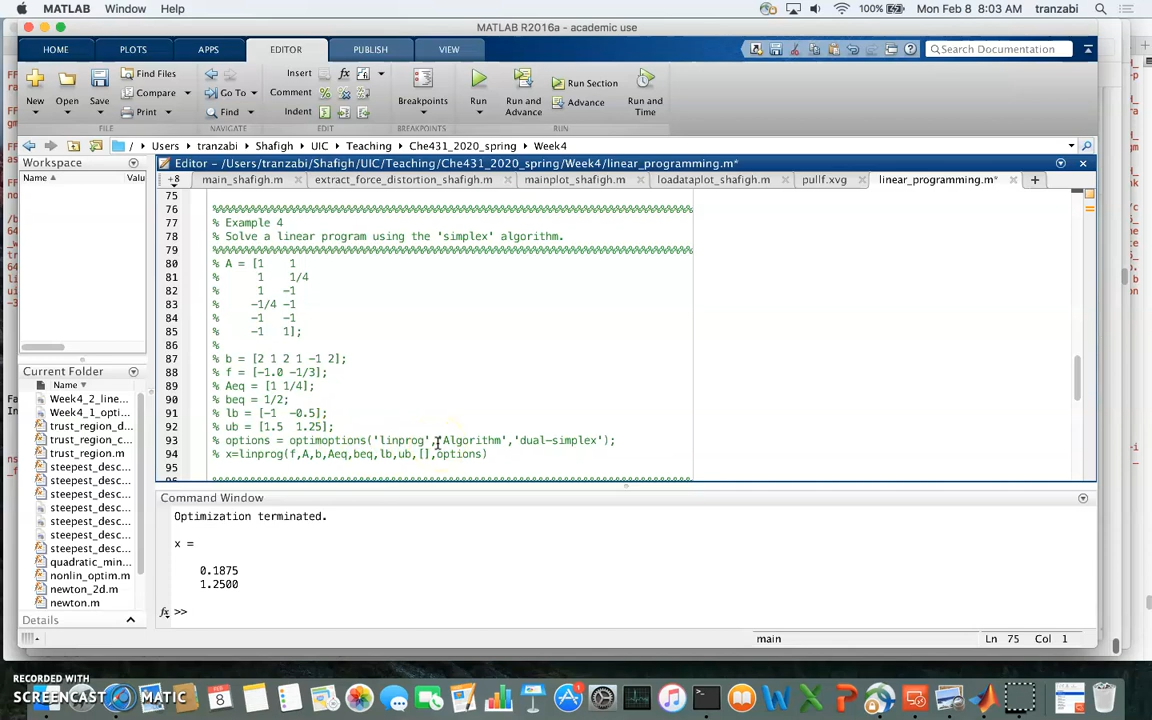 MATLAB Window Help 100% Mon Feb 8 8:03 AM tranzabi
MATLAB R2016a - academic use
HOME PLOTS APPS EDITOR PUBLISH VIEW Search Documentation
New Open Save Find Files Compare Print Go To Find Insert Comment Indent fx Breakpoints Run Run and Advance Run Section Advance Run and Time
FILE NAVIGATE EDIT BREAKPOINTS RUN
/ Users tranzabi Shafigh UIC Teaching Che431_2020_spring Week4
Workspace
Name Valu
Editor - /Users/tranzabi/Shafigh/UIC/Teaching/Che431_2020_spring/Week4/linear_programming.m*
+8 main_shafigh.m extract_force_distortion_shafigh.m mainplot_shafigh.m loadataplot_shafigh.m pullf.xvg linear_programming.m*
75
76 %%%%%%%%%%%%%%%%%%%%%%%%%%%%%%%%%%%%%%%%%%%%%%%%%%%%%%%%%%%%%%%%%%%%%%%%
77 % Example 4
78 % Solve a linear program using the 'simplex' algorithm.
79 %%%%%%%%%%%%%%%%%%%%%%%%%%%%%%%%%%%%%%%%%%%%%%%%%%%%%%%%%%%%%%%%%%%%%%%%
80 % A = [1 1
81 % 1 1/4
82 % 1 -1
83 % -1/4 -1
84 % -1 -1
85 % -1 1];
86 %
87 % b = [2 1 2 1 -1 2];
88 % f = [-1.0 -1/3];
89 % Aeq = [1 1/4];
90 % beq = 1/2;
91 % lb = [-1 -0.5];
92 % ub = [1.5 1.25];
93 % options = optimoptions('linprog','Algorithm','dual-simplex');
94 % x=linprog(f,A,b,Aeq,beq,lb,ub,[],options)
95
Current Folder
Name
Week4_2_line...
Week4_1_opti...
trust_region_d...
trust_region_c...
trust_region.m
steepest_desc...
steepest_desc...
steepest_desc...
steepest_desc...
steepest_desc...
steepest_desc...
steepest_desc...
quadratic_min...
nonlin_optim.m
newton_2d.m
newton.m
Details
Command Window
Optimization terminated.
x =
0.1875
1.2500
fx >>
main Ln 75 Col 1
RECORDED WITH
SCREENCAST MATIC